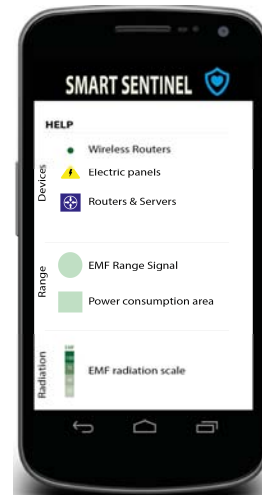 SMART SENTINEL
HELP
Devices
Wireless Routers
Electric panels
Routers & Servers
Range
EMF Range Signal
Power consumption area
Radiation
EMF radiation scale